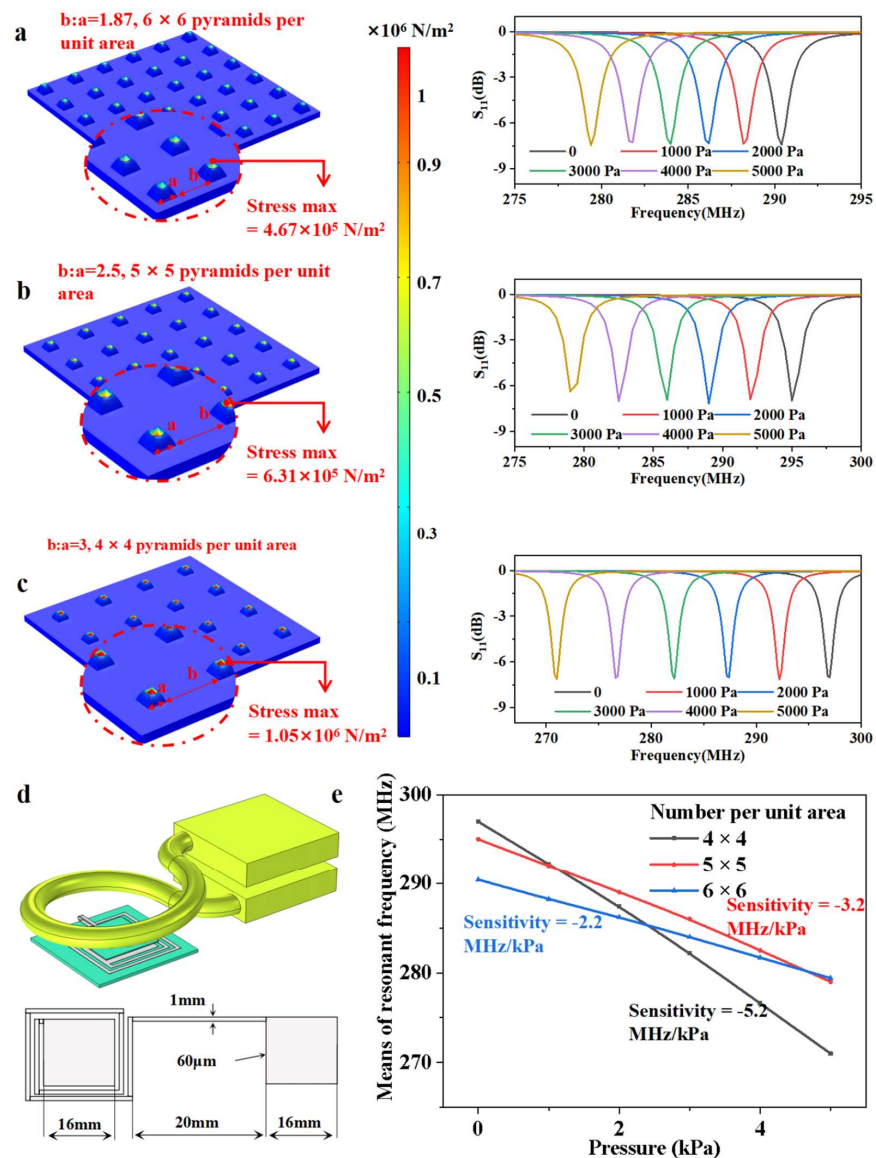 a
b:a=1.87, 6 × 6 pyramids per
unit area
a
b
Stress max
= 4.67×10⁵ N/m²
b
b:a=2.5, 5 × 5 pyramids per unit
area
a
b
Stress max
= 6.31×10⁵ N/m²
c
b:a=3, 4 × 4 pyramids per unit area
a
b
Stress max
= 1.05×10⁶ N/m²
×10⁶ N/m²
1
0.9
0.7
0.5
0.3
0.1
S₁₁(dB)
0
-3
-6
-9
0 1000 Pa 2000 Pa
3000 Pa 4000 Pa 5000 Pa
275 280 285 290 295
Frequency(MHz)
S₁₁(dB)
0
-3
-6
-9
0 1000 Pa 2000 Pa
3000 Pa 4000 Pa 5000 Pa
275 280 285 290 295 300
Frequency(MHz)
S₁₁(dB)
0
-3
-6
-9
0 1000 Pa 2000 Pa
3000 Pa 4000 Pa 5000 Pa
270 280 290 300
Frequency(MHz)
d
1mm
60μm
16mm
20mm
16mm
e
Means of resonant frequency (MHz)
300
290
280
270
Number per unit area
4 × 4
5 × 5
6 × 6
Sensitivity = -3.2
MHz/kPa
Sensitivity = -2.2
MHz/kPa
Sensitivity = -5.2
MHz/kPa
0 2 4
Pressure (kPa)